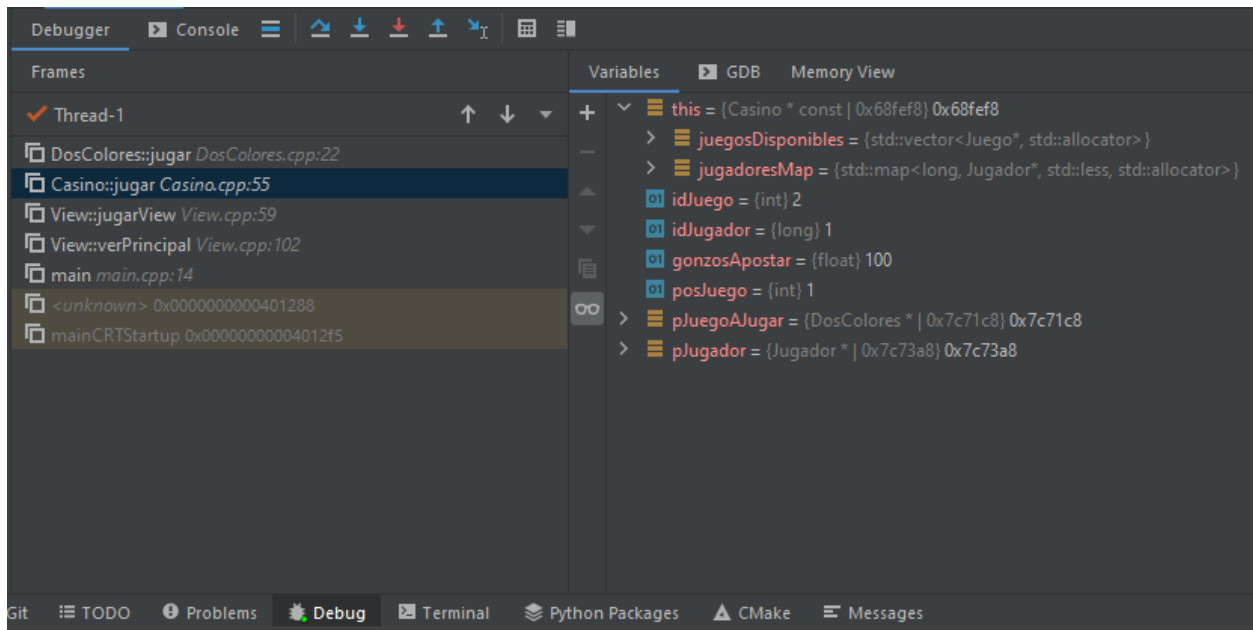 Debugger Console
Frames
Thread-1
DosColores::jugar DosColores.cpp:22
Casino::jugar Casino.cpp:55
View::jugarView View.cpp:59
View::verPrincipal View.cpp:102
main main.cpp:14
<unknown> 0x0000000000401288
mainCRTStartup 0x00000000004012f5
Variables GDB Memory View
this = {Casino * const | 0x68fef8} 0x68fef8
juegosDisponibles = {std::vector<Juego*, std::allocator>}
jugadoresMap = {std::map<long, Jugador*, std::less, std::allocator>}
01 idJuego = {int} 2
01 idJugador = {long} 1
01 gonzosApostar = {float} 100
01 posJuego = {int} 1
pJuegoAJugar = {DosColores * | 0x7c71c8} 0x7c71c8
pJugador = {Jugador * | 0x7c73a8} 0x7c73a8
Git TODO Problems Debug Terminal Python Packages CMake Messages